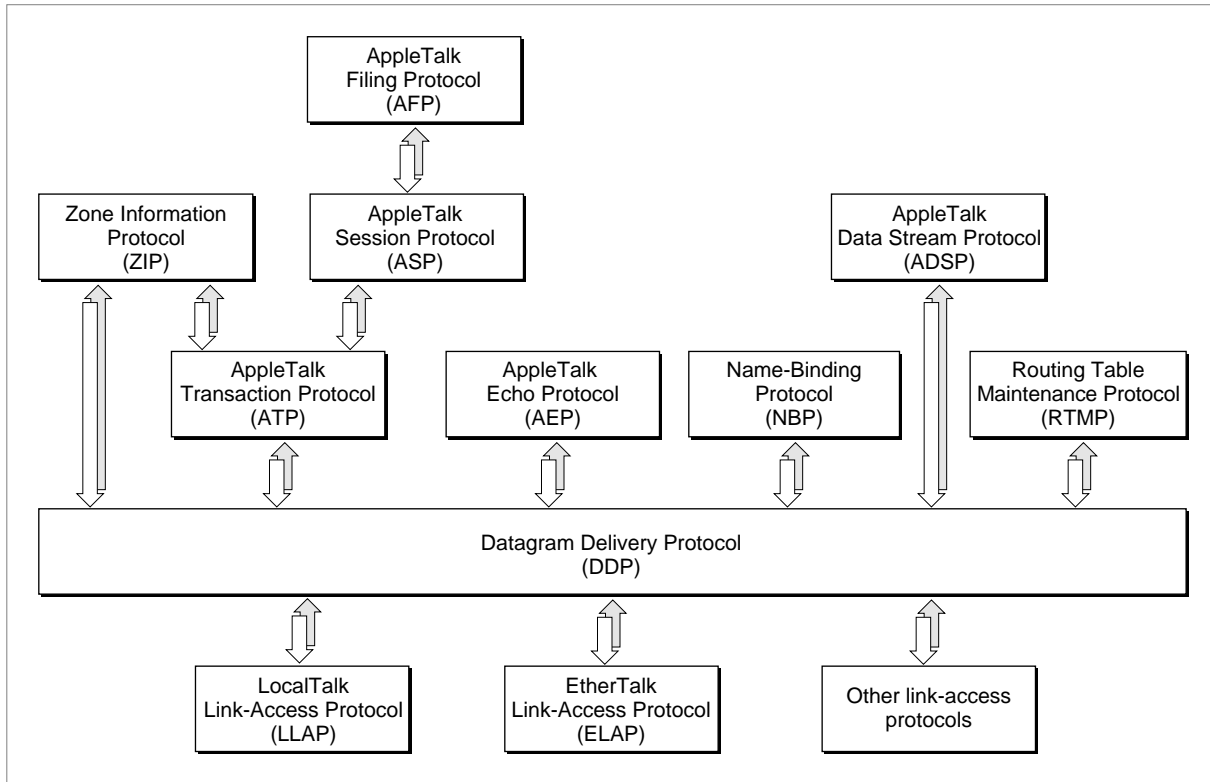 AppleTalk
Filing Protocol
(AFP)
Zone Information
Protocol
(ZIP)
AppleTalk
Session Protocol
(ASP)
AppleTalk
Data Stream Protocol
(ADSP)
AppleTalk
Transaction Protocol
(ATP)
AppleTalk
Echo Protocol
(AEP)
Name-Binding
Protocol
(NBP)
Routing Table
Maintenance Protocol
(RTMP)
Datagram Delivery Protocol
(DDP)
LocalTalk
Link-Access Protocol
(LLAP)
EtherTalk
Link-Access Protocol
(ELAP)
Other link-access
protocols